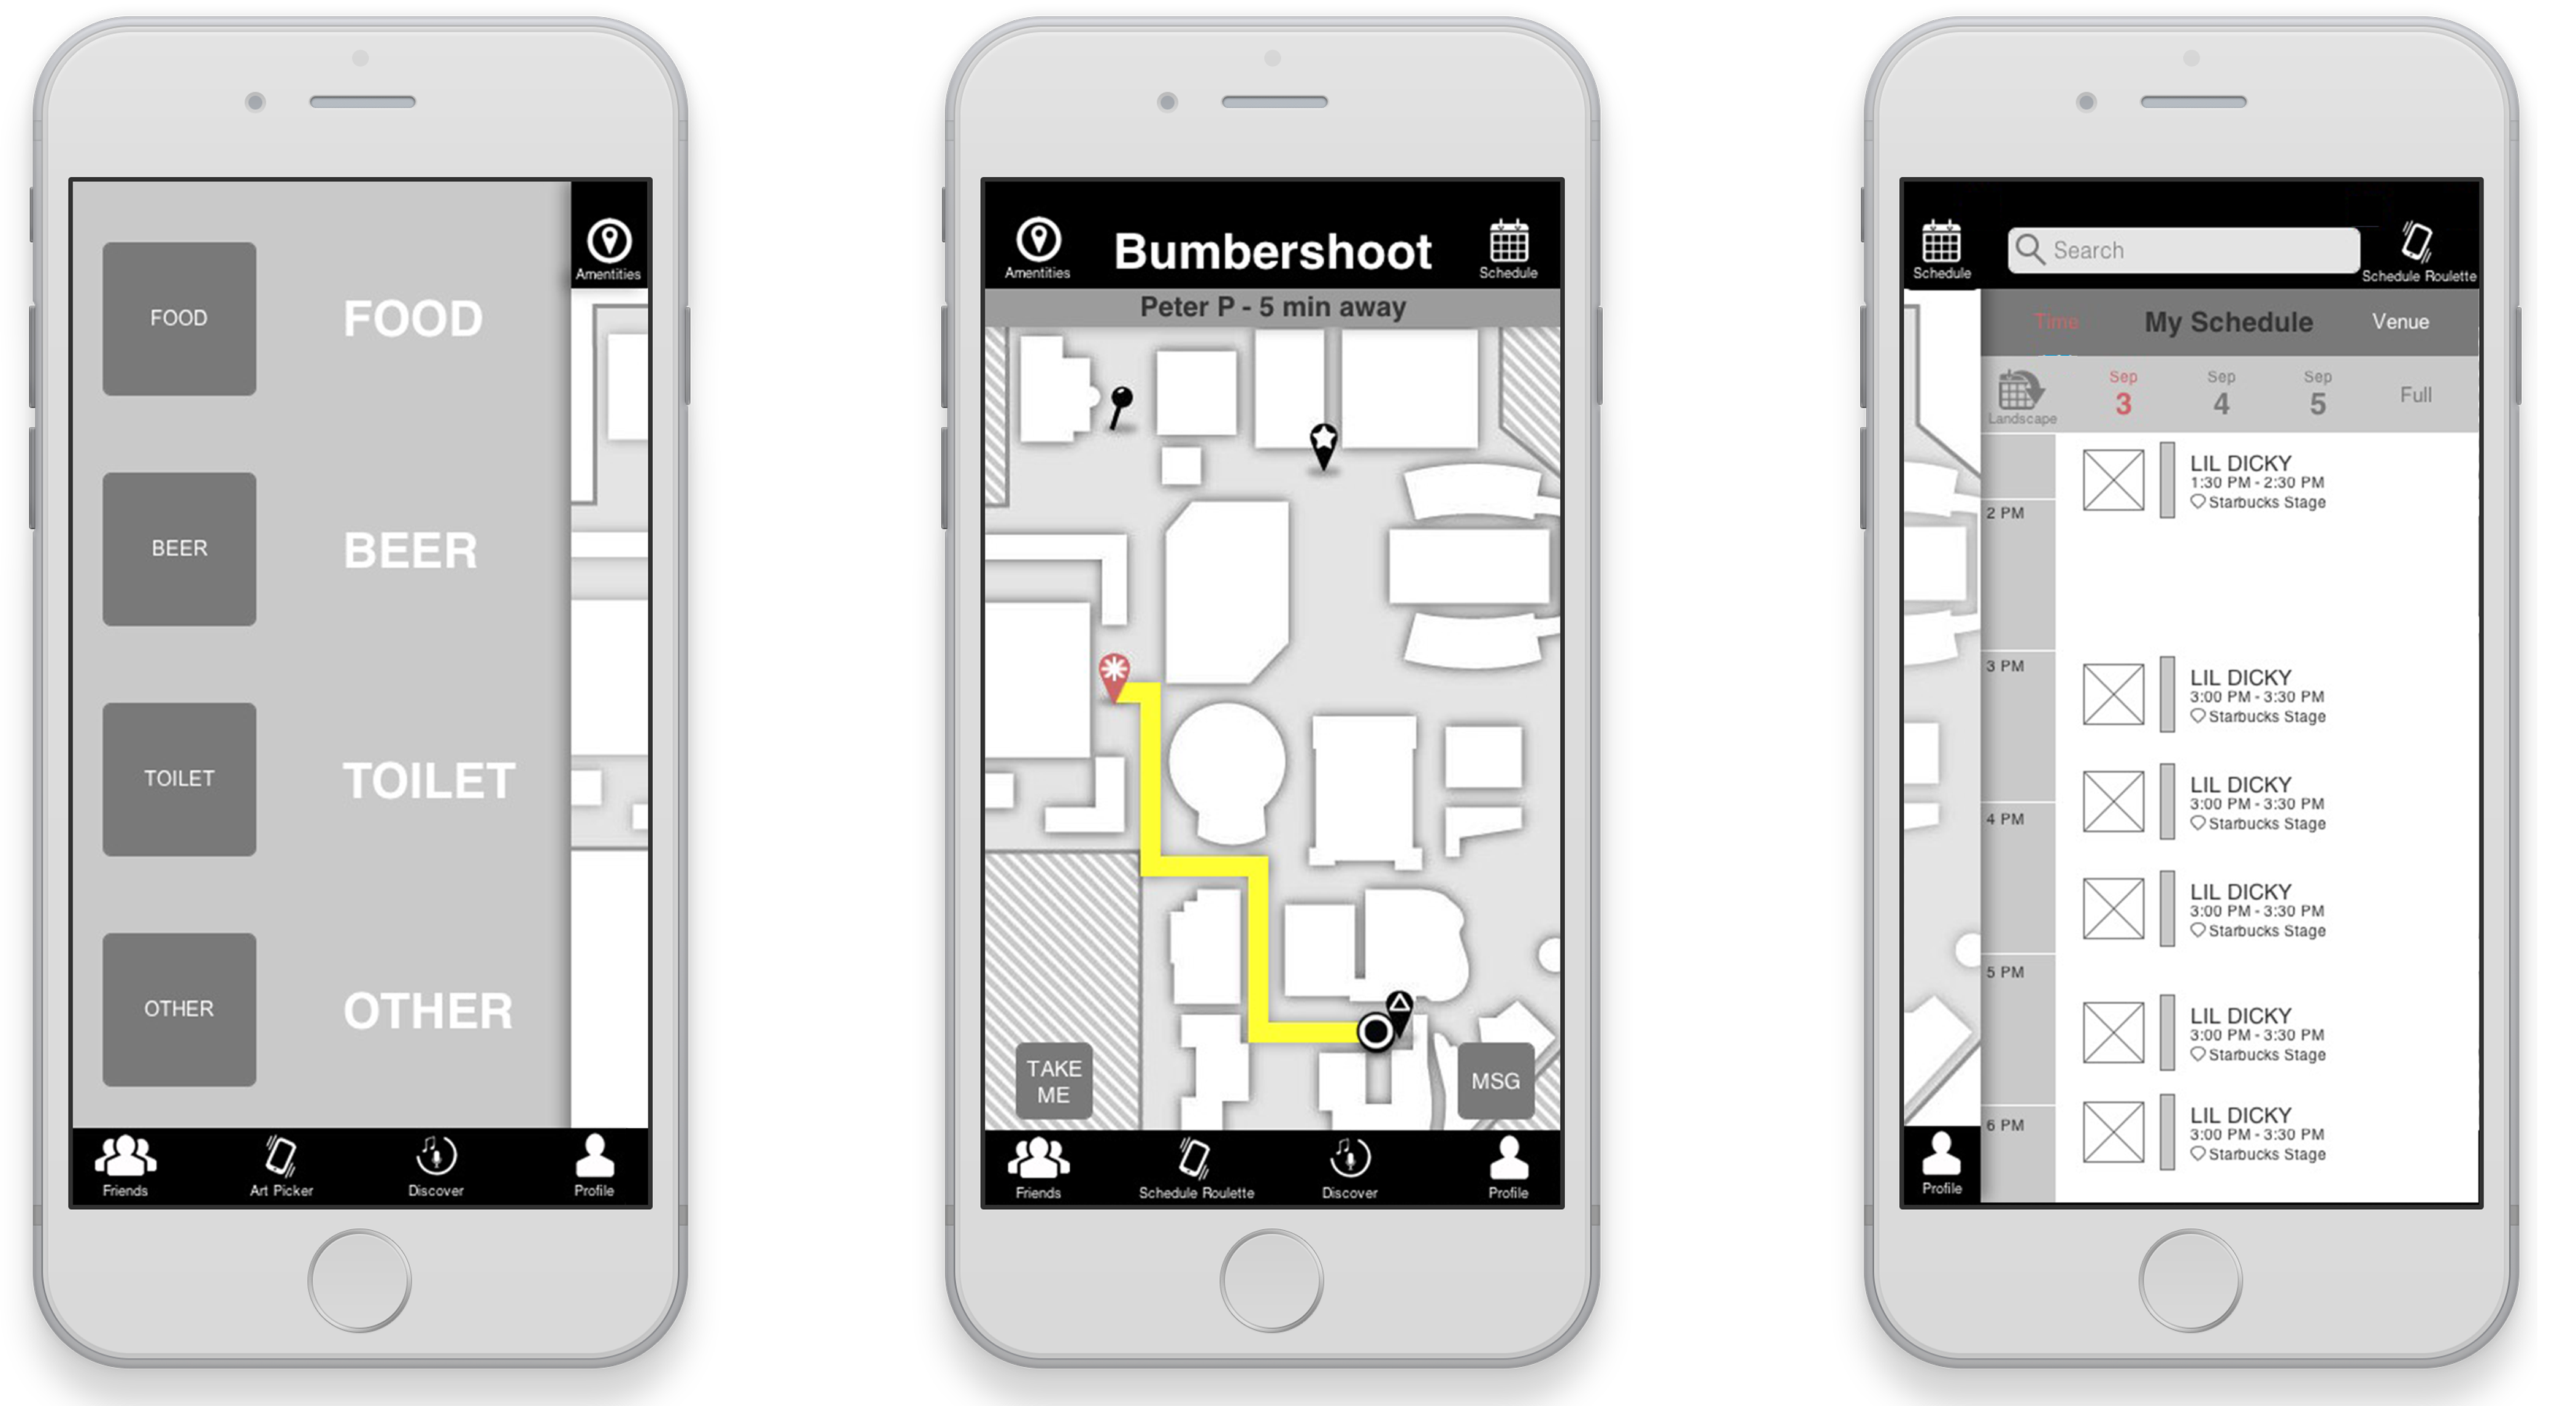 Amentities
FOOD
FOOD
BEER
BEER
TOILET
TOILET
OTHER
OTHER
Friends
Art Picker
Discover
Profile
Amentities
Bumbershoot
Schedule
Peter P - 5 min away
TAKE
ME
MSG
Friends
Schedule Roulette
Discover
Profile
Schedule
Search
Schedule Roulette
Time
My Schedule
Venue
Landscape
Sep
3
Sep
4
Sep
5
Full
LIL DICKY
1:30 PM - 2:30 PM
Starbucks Stage
2 PM
3 PM
LIL DICKY
3:00 PM - 3:30 PM
Starbucks Stage
LIL DICKY
3:00 PM - 3:30 PM
Starbucks Stage
4 PM
LIL DICKY
3:00 PM - 3:30 PM
Starbucks Stage
5 PM
LIL DICKY
3:00 PM - 3:30 PM
Starbucks Stage
6 PM
LIL DICKY
3:00 PM - 3:30 PM
Starbucks Stage
Profile